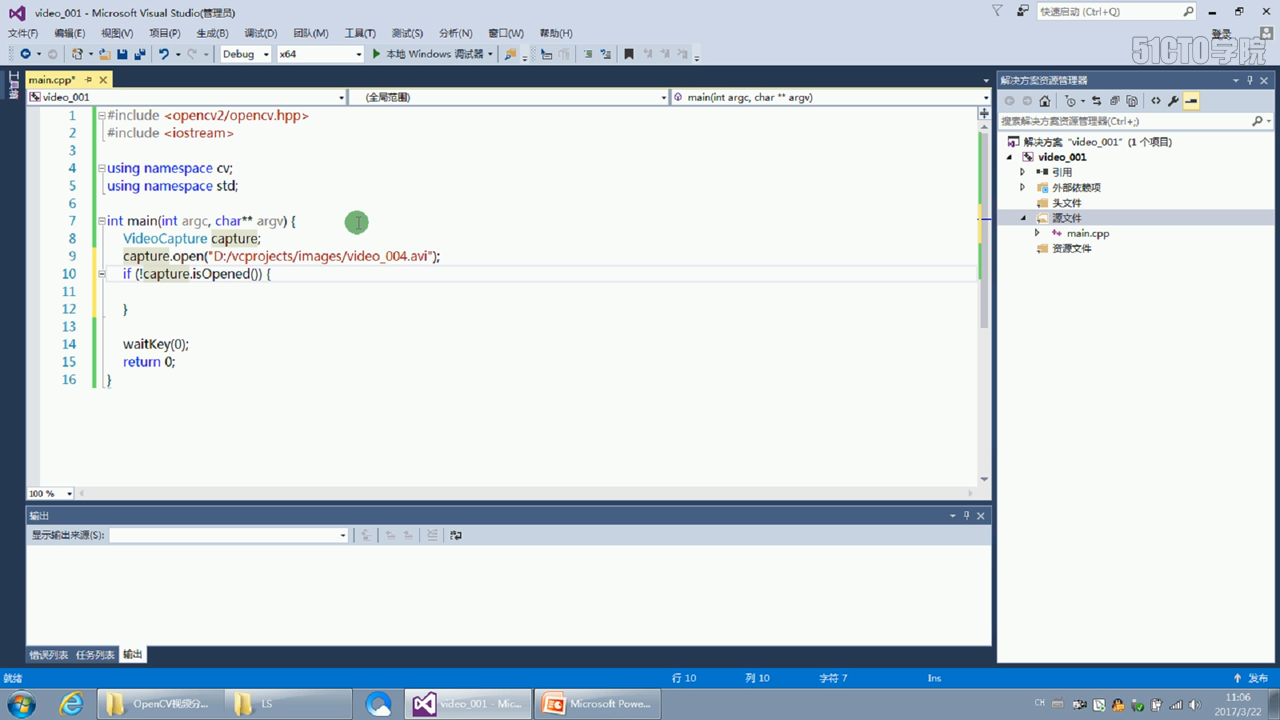 video_001 - Microsoft Visual Studio(管理员)
快速启动 (Ctrl+Q)
文件(F) 编辑(E) 视图(V) 项目(P) 生成(B) 调试(D) 团队(M) 工具(T) 测试(S) 分析(N) 窗口(W) 帮助(H)
登录
51CTO学院
Debug x64 本地 Windows 调试器
工具箱
main.cpp*
video_001 (全局范围) main(int argc, char ** argv)
1 #include <opencv2/opencv.hpp>
2 #include <iostream>
3
4 using namespace cv;
5 using namespace std;
6
7 int main(int argc, char** argv) {
8 VideoCapture capture;
9 capture.open("D:/vcprojects/images/video_004.avi");
10 if (!capture.isOpened()) {
11
12 }
13
14 waitKey(0);
15 return 0;
16 }
100 %
解决方案资源管理器
搜索解决方案资源管理器(Ctrl+;)
解决方案 "video_001" (1 个项目)
video_001
引用
外部依赖项
头文件
源文件
main.cpp
资源文件
输出
显示输出来源(S):
错误列表 任务列表 输出
就绪 行 10 列 10 字符 7 Ins 发布
OpenCV视频分... LS video_001 - Mic... Microsoft Powe...
CH 11:06
2017/3/22